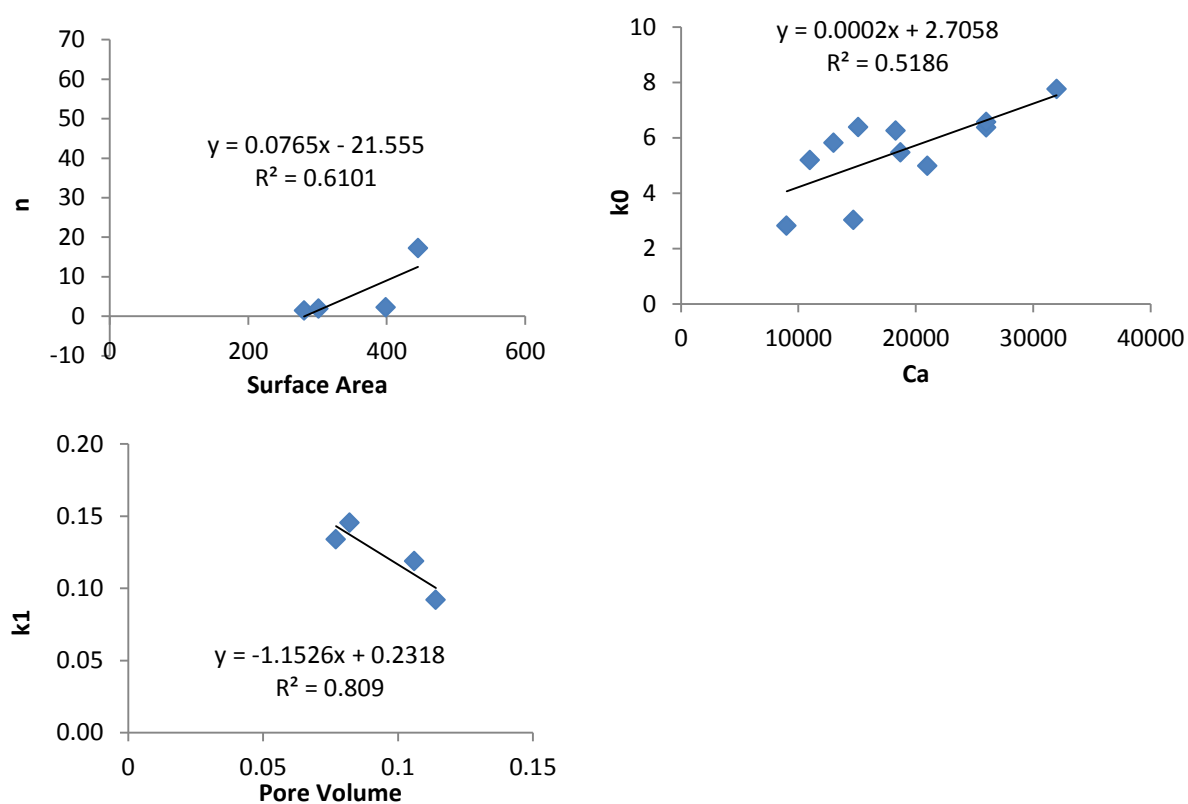 70
60
50
40
30
20
10
0
-10
n
y = 0.0765x - 21.555
R² = 0.6101
0
200
400
600
Surface Area
10
8
6
4
2
0
k0
y = 0.0002x + 2.7058
R² = 0.5186
0
10000
20000
30000
40000
Ca
0.20
0.15
0.10
0.05
0.00
k1
y = -1.1526x + 0.2318
R² = 0.809
0
0.05
0.1
0.15
Pore Volume